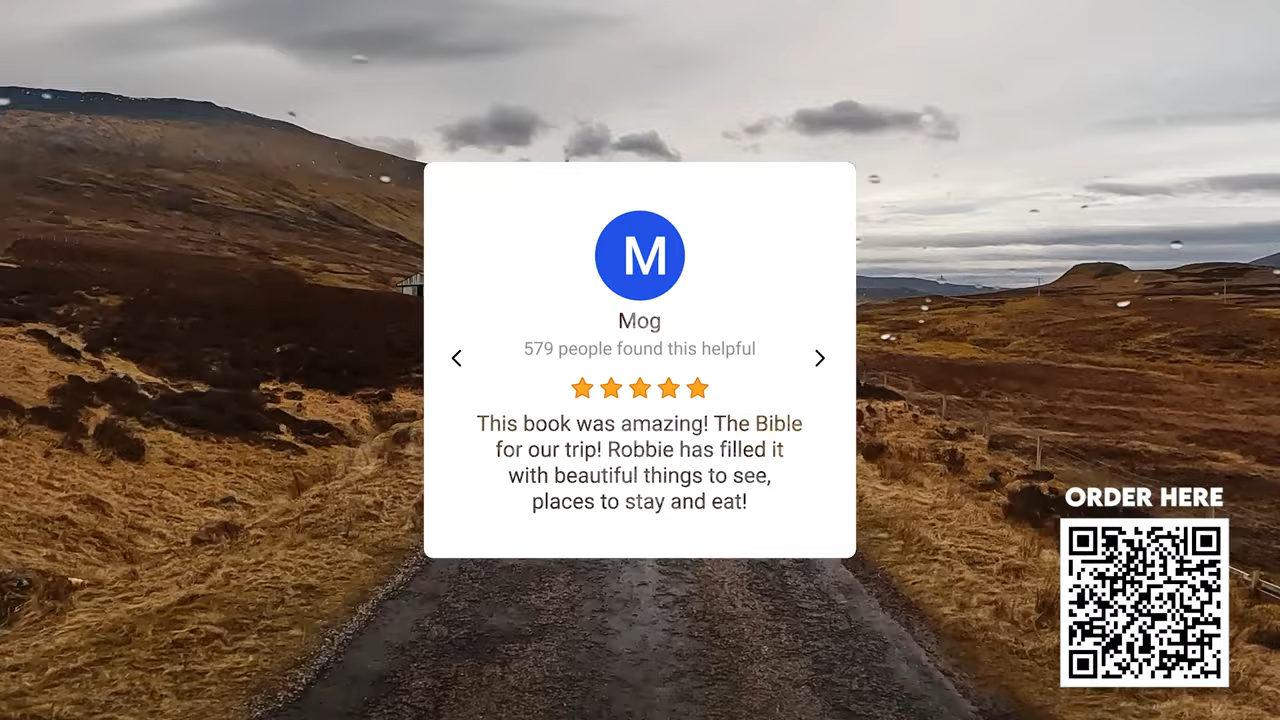 M
Mog
579 people found this helpful
This book was amazing! The Bible
for our trip! Robbie has filled it
with beautiful things to see,
places to stay and eat!
ORDER HERE